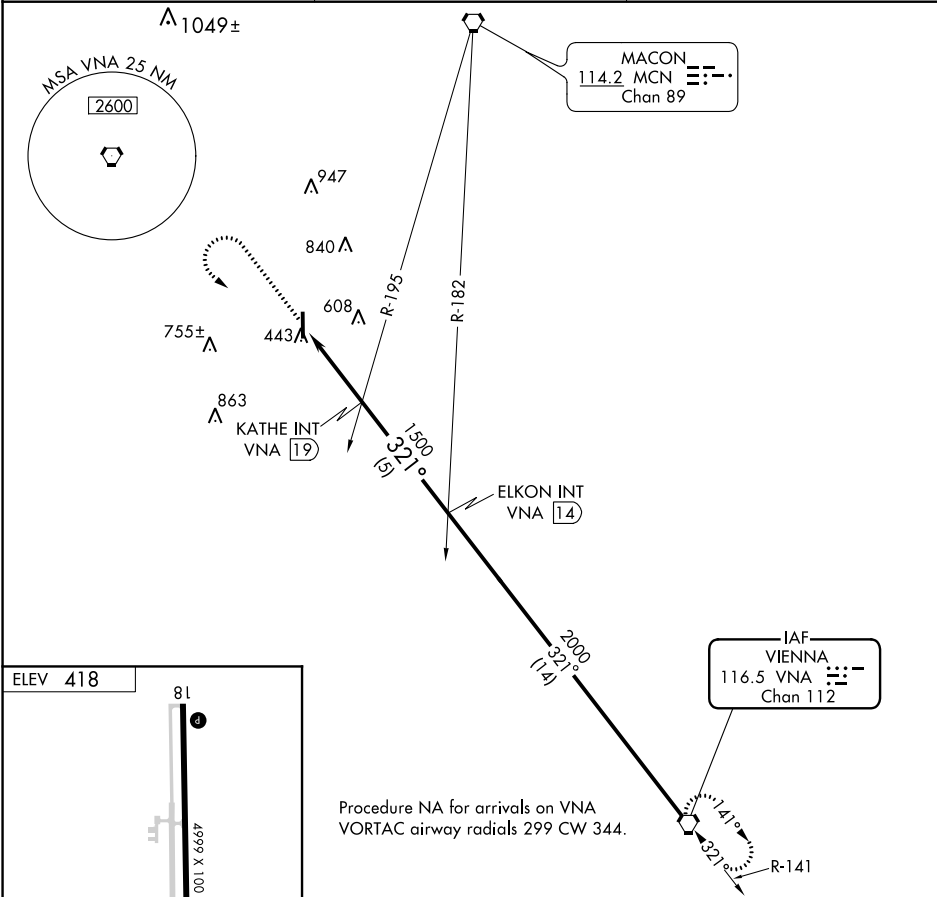 1049±
MSA VNA 25 NM
2600
MACON
114.2 MCN
Chan 89
947
840
608
755±
443
863
R-195
R-182
KATHE INT
VNA 19
1500
321°
(5)
ELKON INT
VNA 14
2000
321°
(14)
IAF
VIENNA
116.5 VNA
Chan 112
141°
321°
R-141
Procedure NA for arrivals on VNA
VORTAC airway radials 299 CW 344.
ELEV 418
18
P
4999 X 100